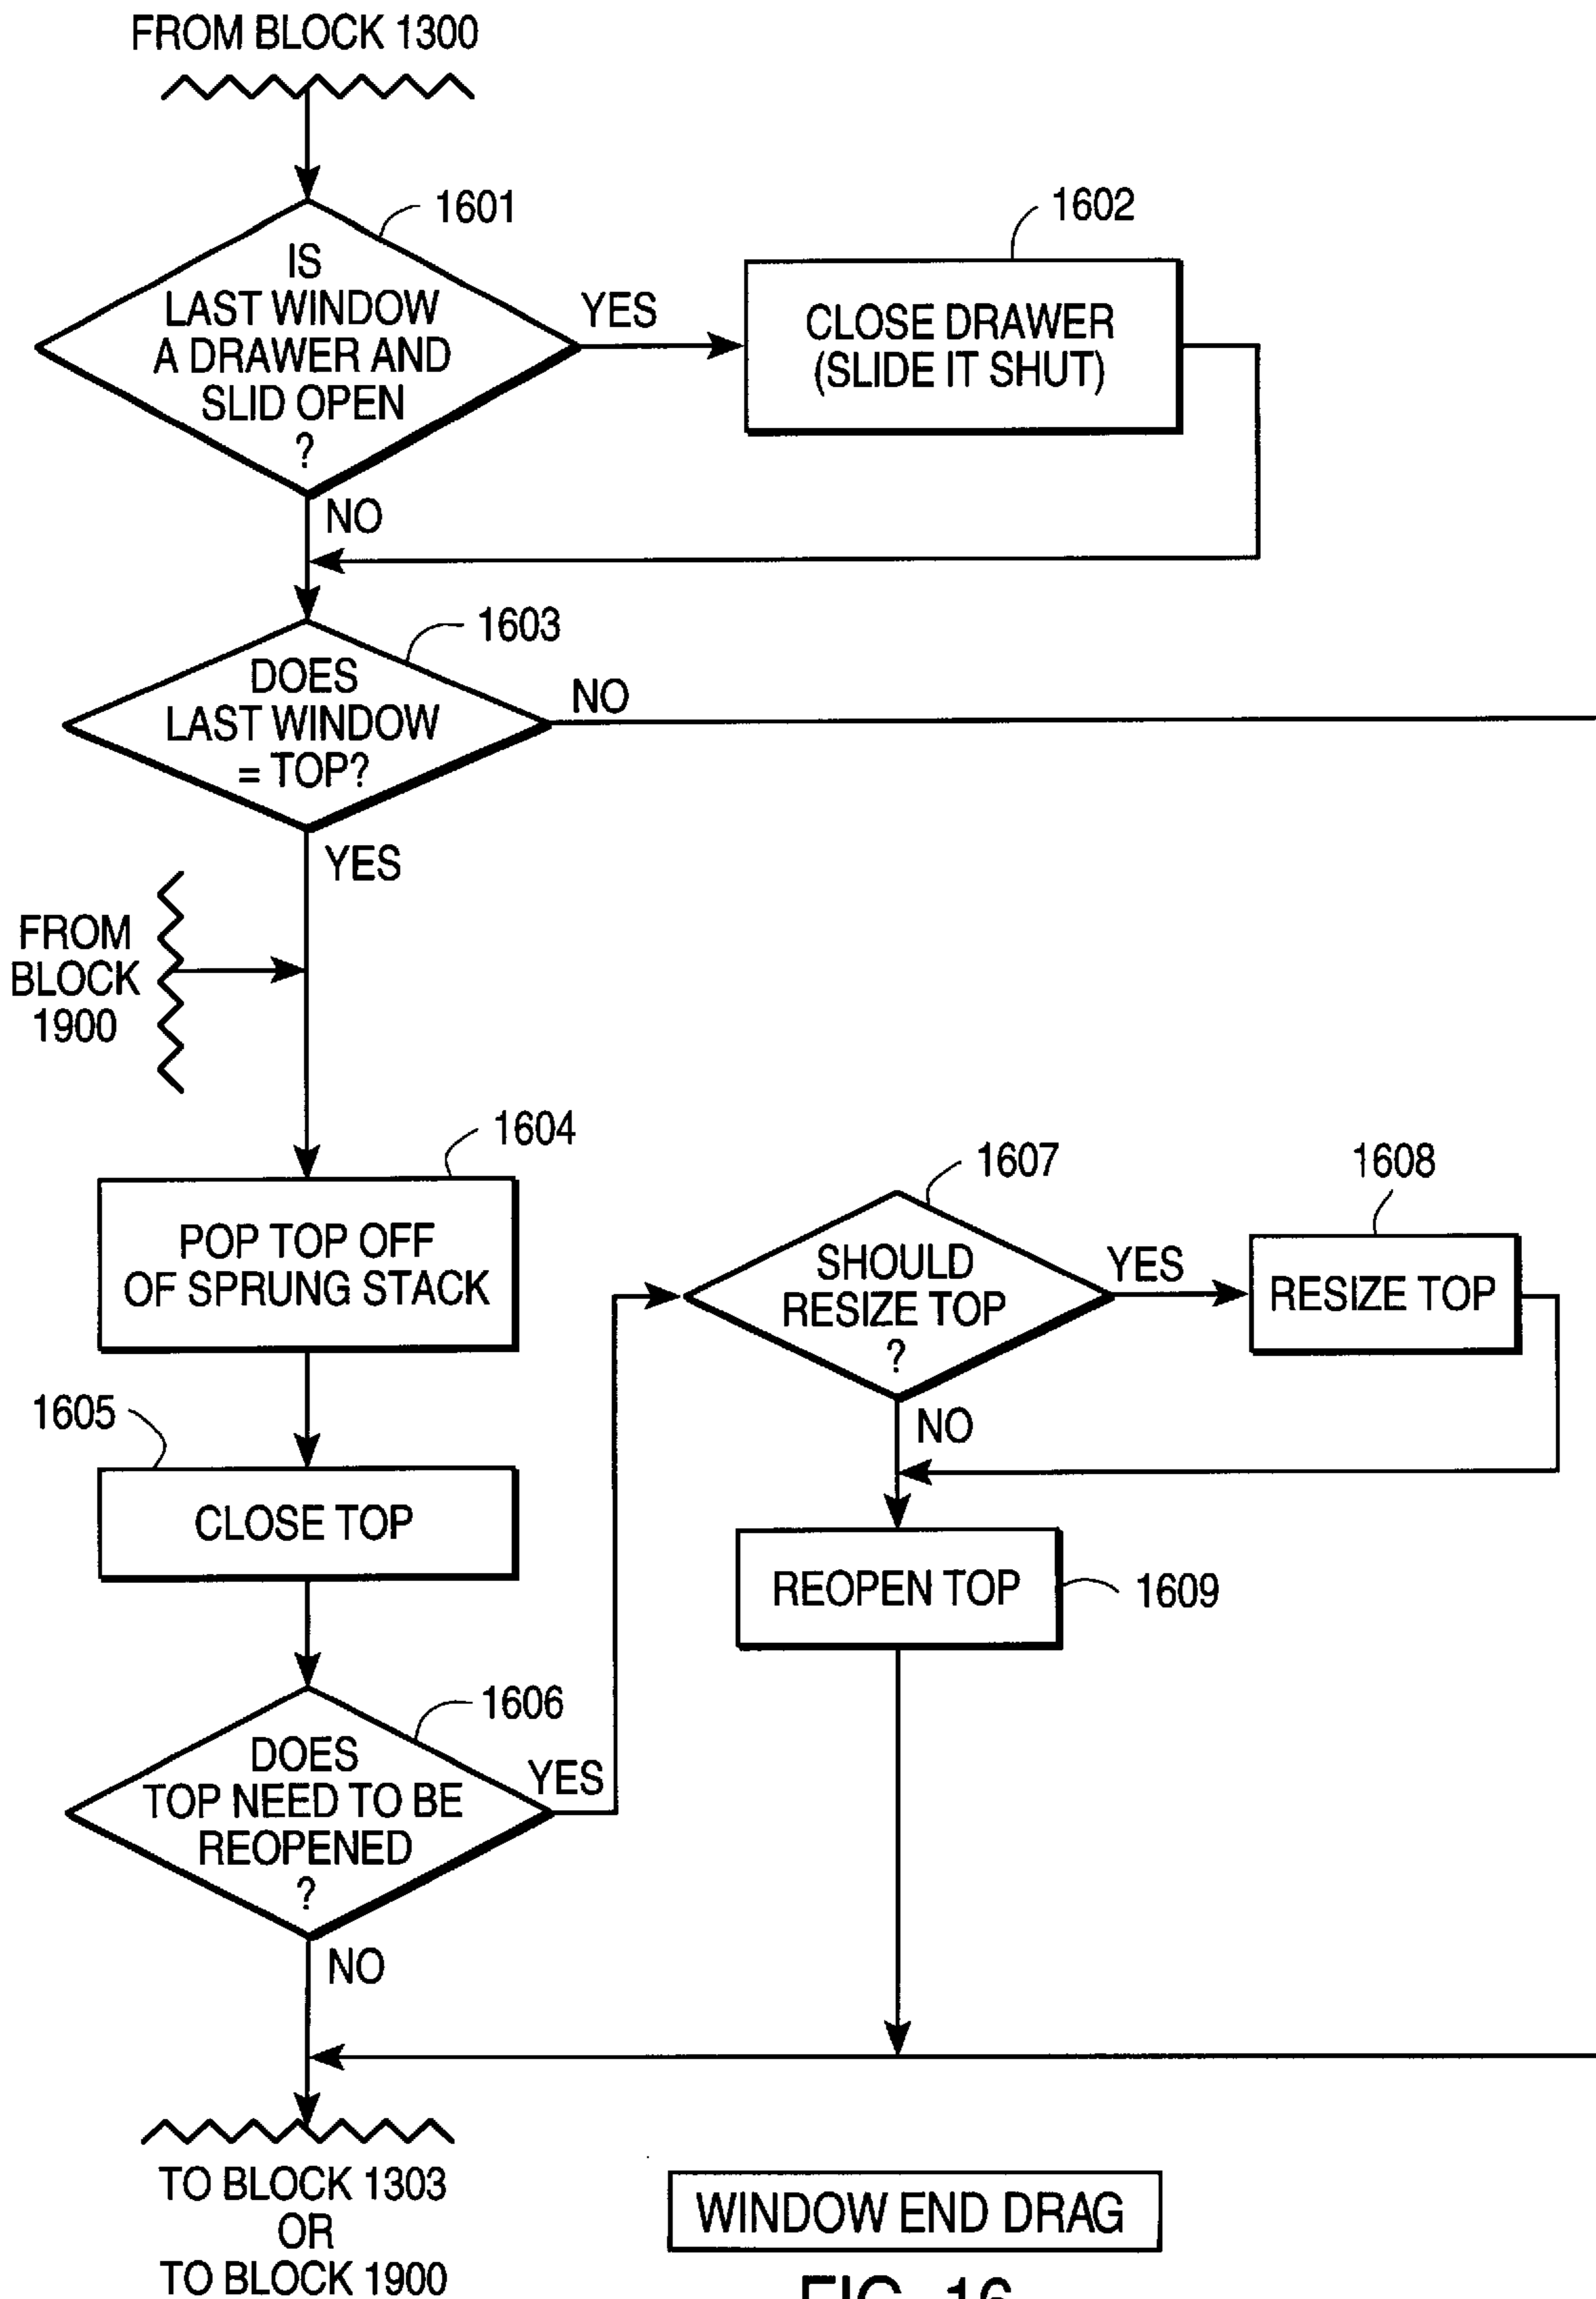 FROM BLOCK 1300
1601
IS
LAST WINDOW
A DRAWER AND
SLID OPEN
?
YES
1602
CLOSE DRAWER
(SLIDE IT SHUT)
NO
1603
DOES
LAST WINDOW
= TOP?
NO
YES
FROM
BLOCK
1900
1604
POP TOP OFF
OF SPRUNG STACK
1607
SHOULD
RESIZE TOP
?
YES
1608
RESIZE TOP
NO
1605
CLOSE TOP
REOPEN TOP
1609
1606
DOES
TOP NEED TO BE
REOPENED
?
YES
NO
TO BLOCK 1303
OR
TO BLOCK 1900
WINDOW END DRAG
FIG. 16